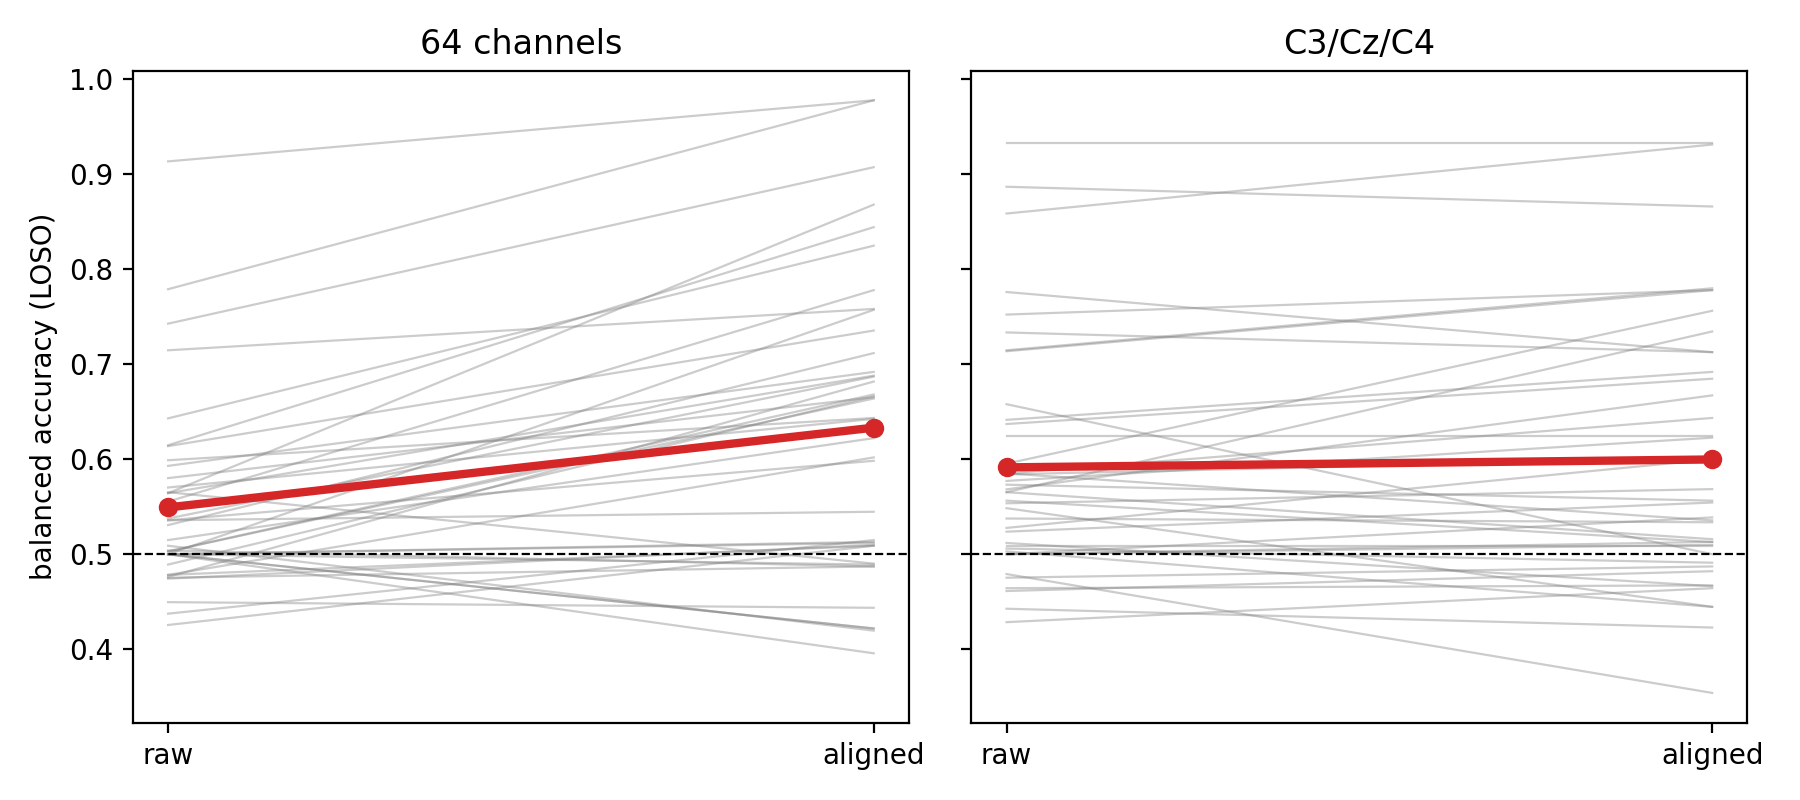 64 channels
C3/Cz/C4
balanced accuracy (LOSO)
1.0
0.9
0.8
0.7
0.6
0.5
0.4
raw
aligned
raw
aligned